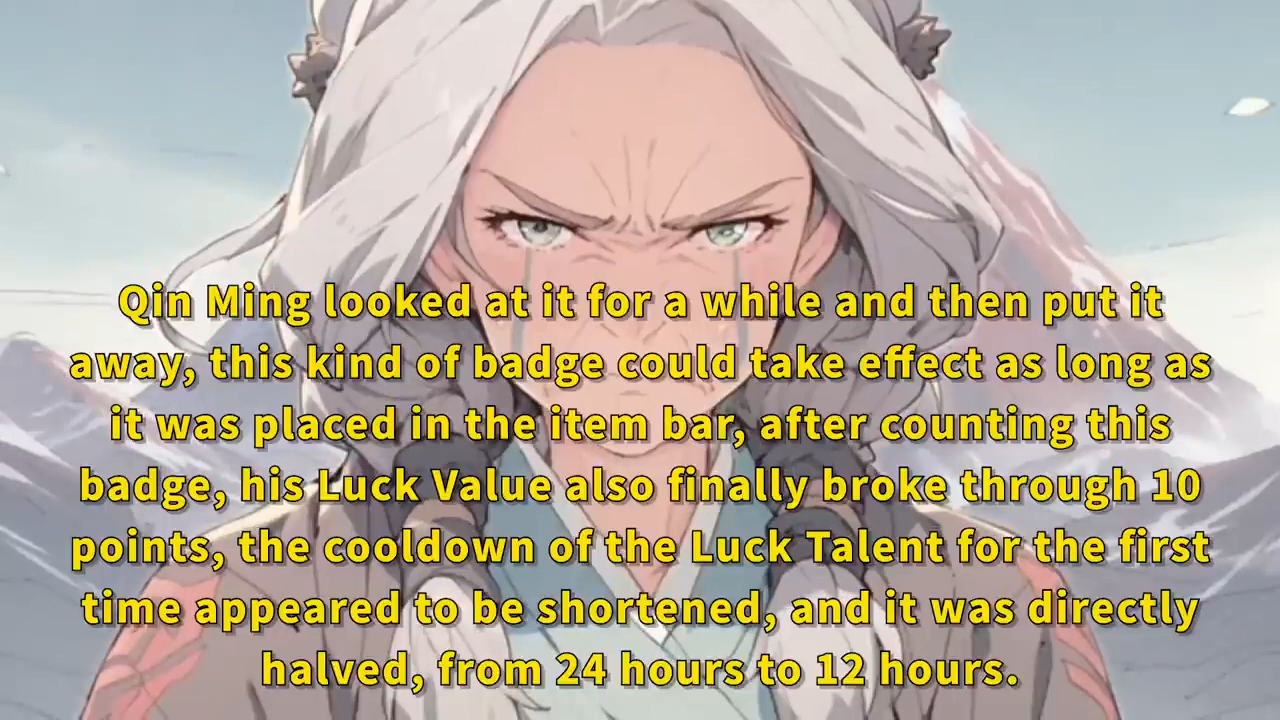 Qin Ming looked at it for a while and then put it
away, this kind of badge could take effect as long as
it was placed in the item bar, after counting this
badge, his Luck Value also finally broke through 10
points, the cooldown of the Luck Talent for the first
time appeared to be shortened, and it was directly
halved, from 24 hours to 12 hours.